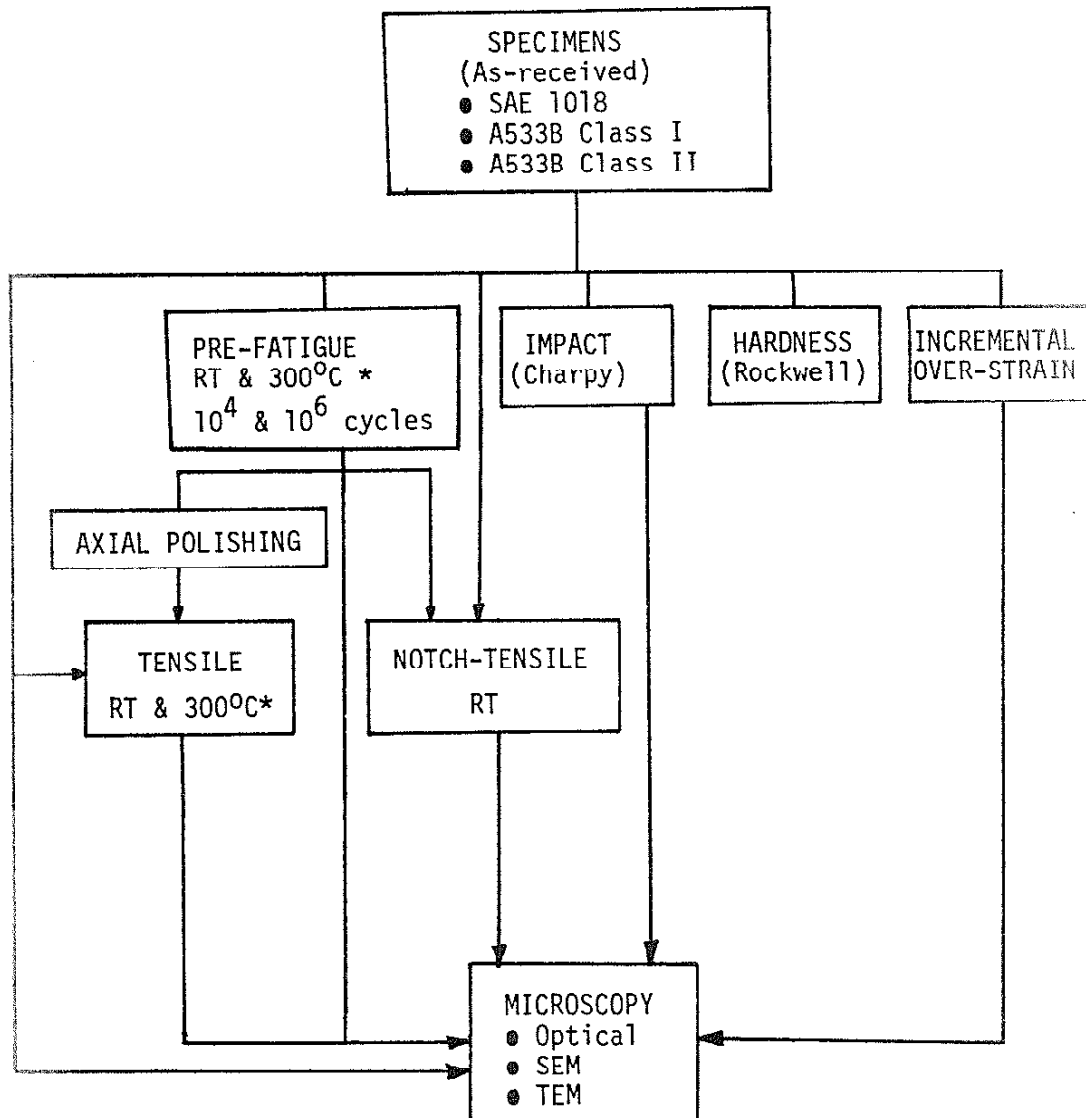 SPECIMENS
(As-received)
● SAE 1018
● A533B Class I
● A533B Class II
PRE-FATIGUE
RT & 300°C *
10⁴ & 10⁶ cycles
IMPACT
(Charpy)
HARDNESS
(Rockwell)
INCREMENTAL
OVER-STRAIN
AXIAL POLISHING
TENSILE
RT & 300°C*
NOTCH-TENSILE
RT
MICROSCOPY
● Optical
● SEM
● TEM